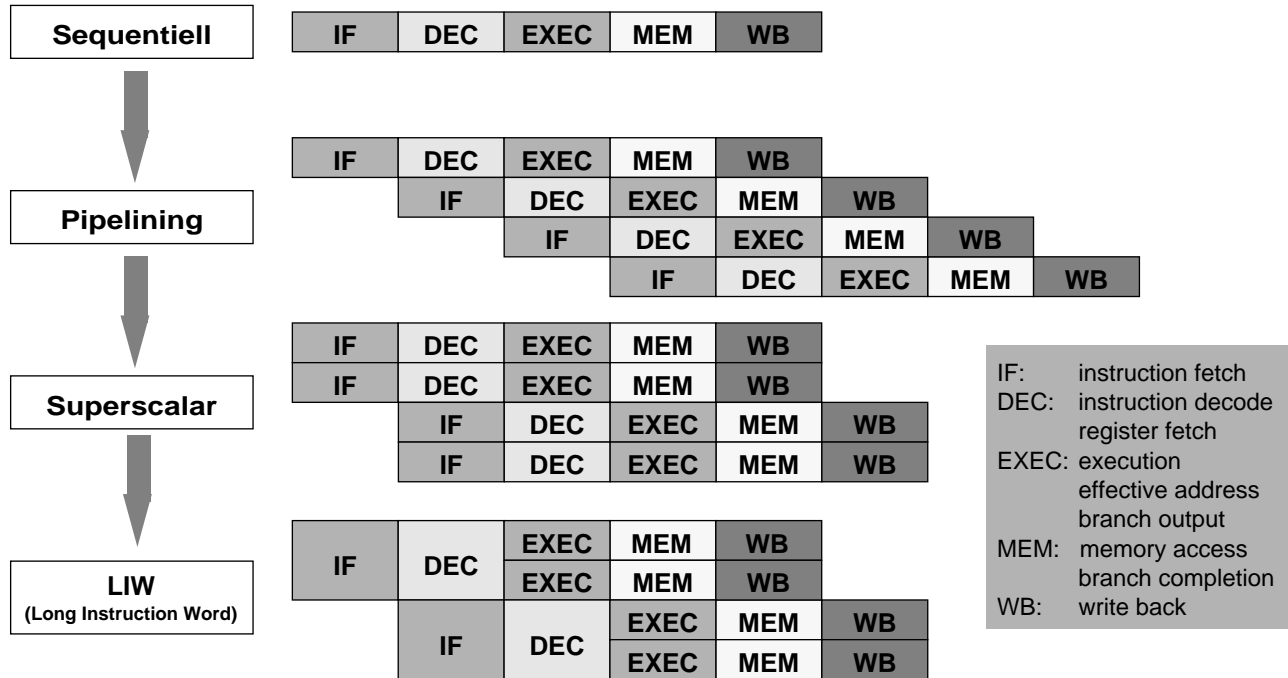 Sequentiell
IF DEC EXEC MEM WB
Pipelining
IF DEC EXEC MEM WB
IF DEC EXEC MEM WB
IF DEC EXEC MEM WB
IF DEC EXEC MEM WB
Superscalar
IF DEC EXEC MEM WB
IF DEC EXEC MEM WB
IF DEC EXEC MEM WB
IF DEC EXEC MEM WB
LIW
(Long Instruction Word)
IF DEC EXEC MEM WB
EXEC MEM WB
IF DEC EXEC MEM WB
EXEC MEM WB
IF: instruction fetch
DEC: instruction decode
register fetch
EXEC: execution
effective address
branch output
MEM: memory access
branch completion
WB: write back